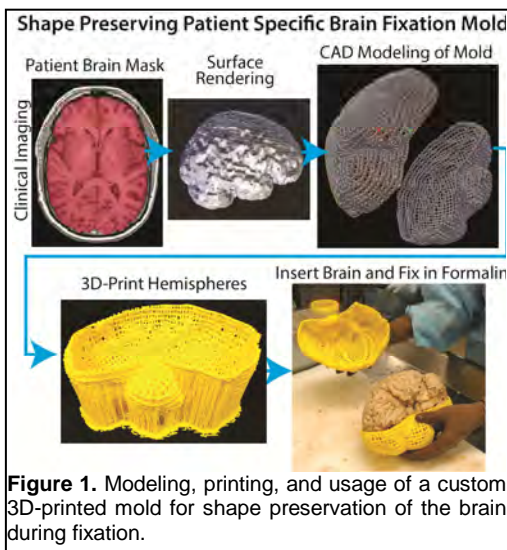 Shape Preserving Patient Specific Brain Fixation Mold
Patient Brain Mask
Surface
Rendering
CAD Modeling of Mold
Clinical Imaging
3D-Print Hemispheres
Insert Brain and Fix in Formalin
Figure 1. Modeling, printing, and usage of a custom
3D-printed mold for shape preservation of the brain
during fixation.